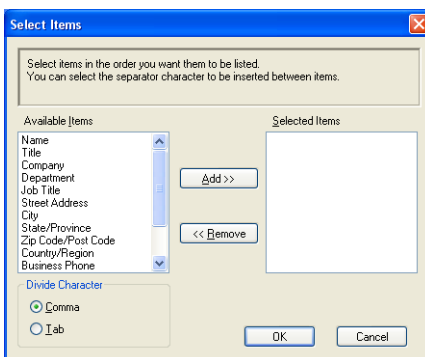 Select Items
Select items in the order you want them to be listed.
You can select the separator character to be inserted between items.
Available Items
Selected Items
Name
Title
Company
Department
Job Title
Street Address
City
State/Province
Zip Code/Post Code
Country/Region
Business Phone
Add >>
<< Remove
Divide Character
Comma
Tab
OK
Cancel